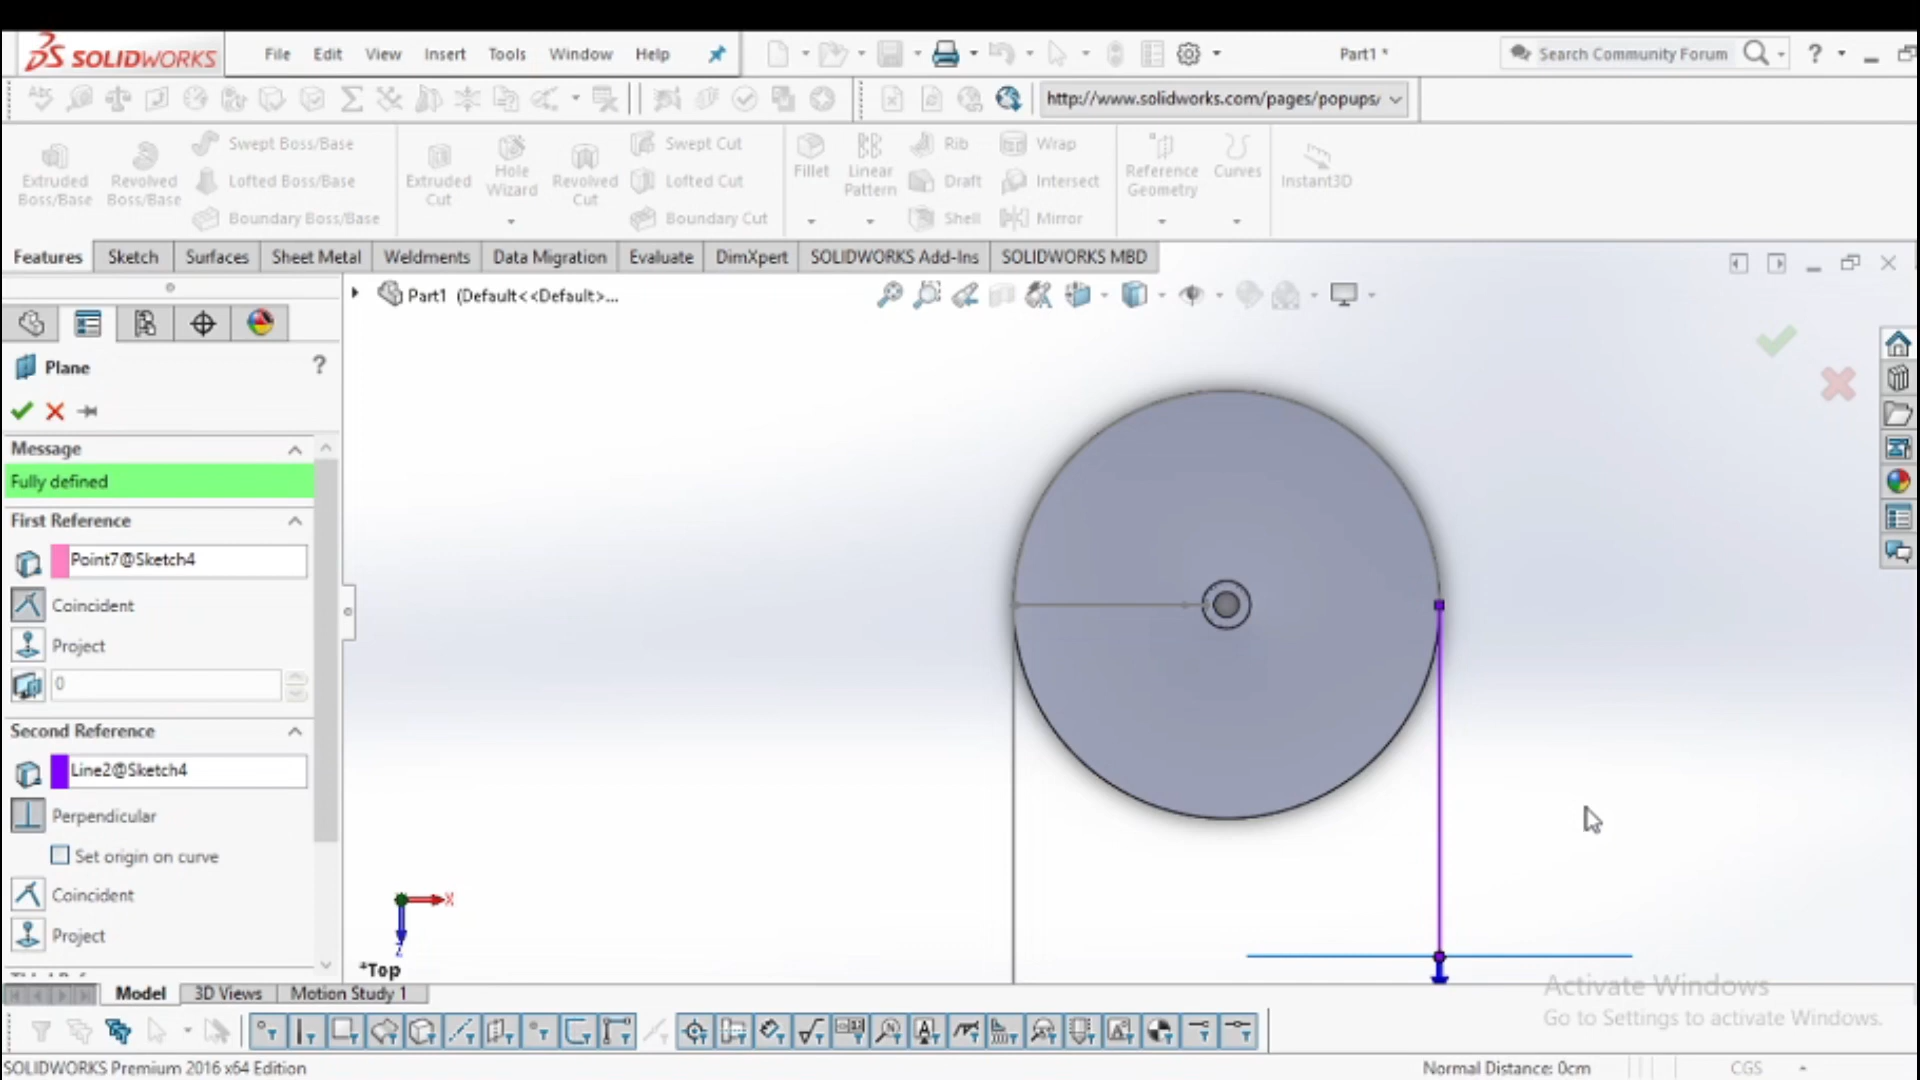 SOLIDWORKS File Edit View Insert Tools Window Help Part1 * Search Community Forum ?
http://www.solidworks.com/pages/popups/
Extruded Boss/Base
Revolved Boss/Base
Swept Boss/Base
Lofted Boss/Base
Boundary Boss/Base
Extruded Cut
Hole Wizard
Revolved Cut
Swept Cut
Lofted Cut
Boundary Cut
Fillet
Linear Pattern
Rib
Draft
Shell
Wrap
Intersect
Mirror
Reference Geometry
Curves
Instant3D
Features Sketch Surfaces Sheet Metal Weldments Data Migration Evaluate DimXpert SOLIDWORKS Add-Ins SOLIDWORKS MBD
Part1 (Default<<Default>...
Plane ?
Message
Fully defined
First Reference
Point7@Sketch4
Coincident
Project
0
Second Reference
Line2@Sketch4
Perpendicular
Set origin on curve
Coincident
Project
X
Z
*Top
Activate Windows
Go to Settings to activate Windows.
Model 3D Views Motion Study 1
SOLIDWORKS Premium 2016 x64 Edition Normal Distance: 0cm CGS